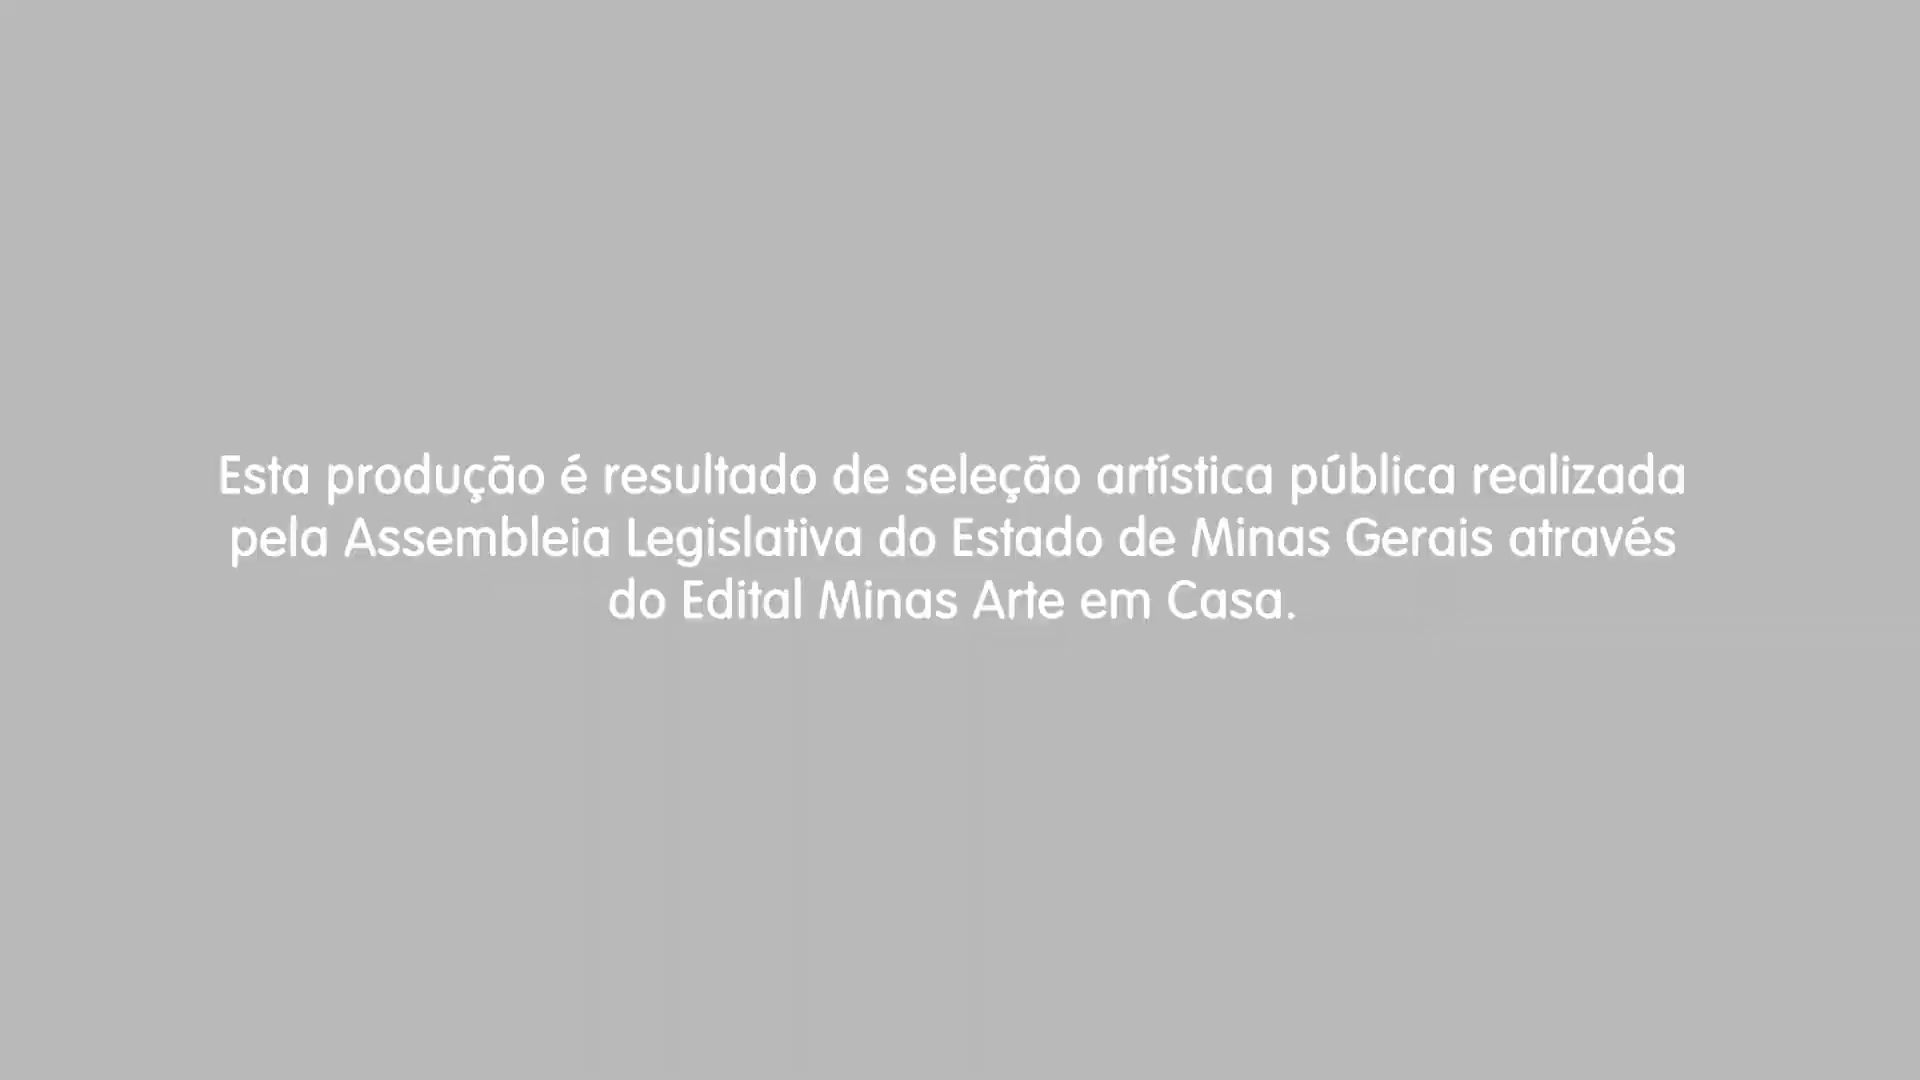 Esta produção é resultado de seleção artística pública realizada
pela Assembleia Legislativa do Estado de Minas Gerais através
do Edital Minas Arte em Casa.